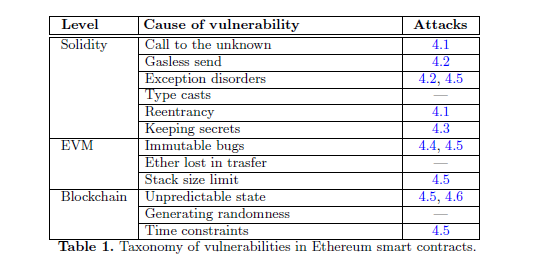 Level Cause of vulnerability Attacks
Solidity Call to the unknown 4.1
Gasless send 4.2
Exception disorders 4.2, 4.5
Type casts —
Reentrancy 4.1
Keeping secrets 4.3
EVM Immutable bugs 4.4, 4.5
Ether lost in trasfer —
Stack size limit 4.5
Blockchain Unpredictable state 4.5, 4.6
Generating randomness —
Time constraints 4.5
Table 1. Taxonomy of vulnerabilities in Ethereum smart contracts.